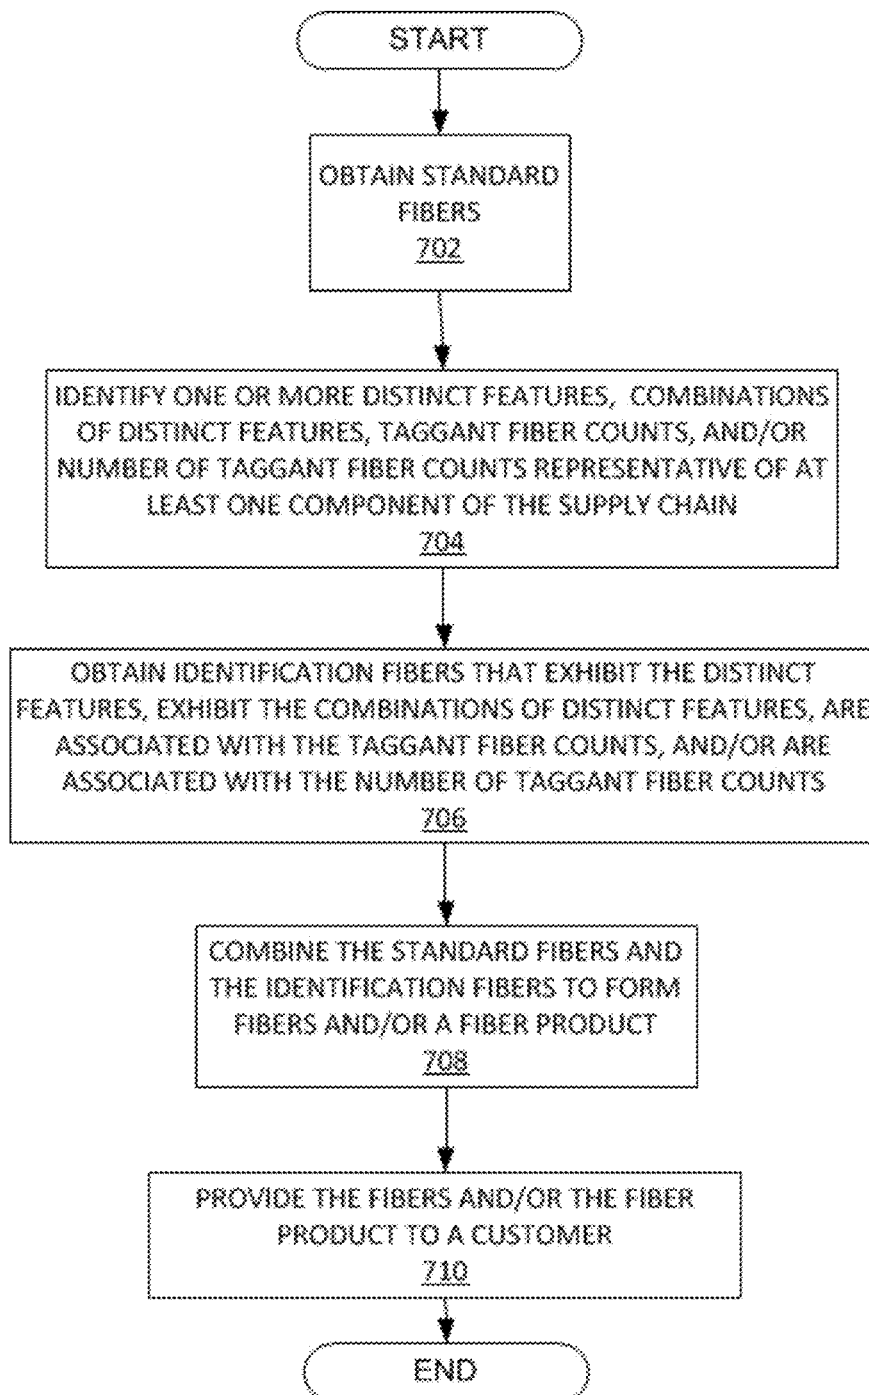 START
OBTAIN STANDARD
FIBERS
702
IDENTIFY ONE OR MORE DISTINCT FEATURES, COMBINATIONS
OF DISTINCT FEATURES, TAGGANT FIBER COUNTS, AND/OR
NUMBER OF TAGGANT FIBER COUNTS REPRESENTATIVE OF AT
LEAST ONE COMPONENT OF THE SUPPLY CHAIN
704
OBTAIN IDENTIFICATION FIBERS THAT EXHIBIT THE DISTINCT
FEATURES, EXHIBIT THE COMBINATIONS OF DISTINCT FEATURES, ARE
ASSOCIATED WITH THE TAGGANT FIBER COUNTS, AND/OR ARE
ASSOCIATED WITH THE NUMBER OF TAGGANT FIBER COUNTS
706
COMBINE THE STANDARD FIBERS AND
THE IDENTIFICATION FIBERS TO FORM
FIBERS AND/OR A FIBER PRODUCT
708
PROVIDE THE FIBERS AND/OR THE FIBER
PRODUCT TO A CUSTOMER
710
END